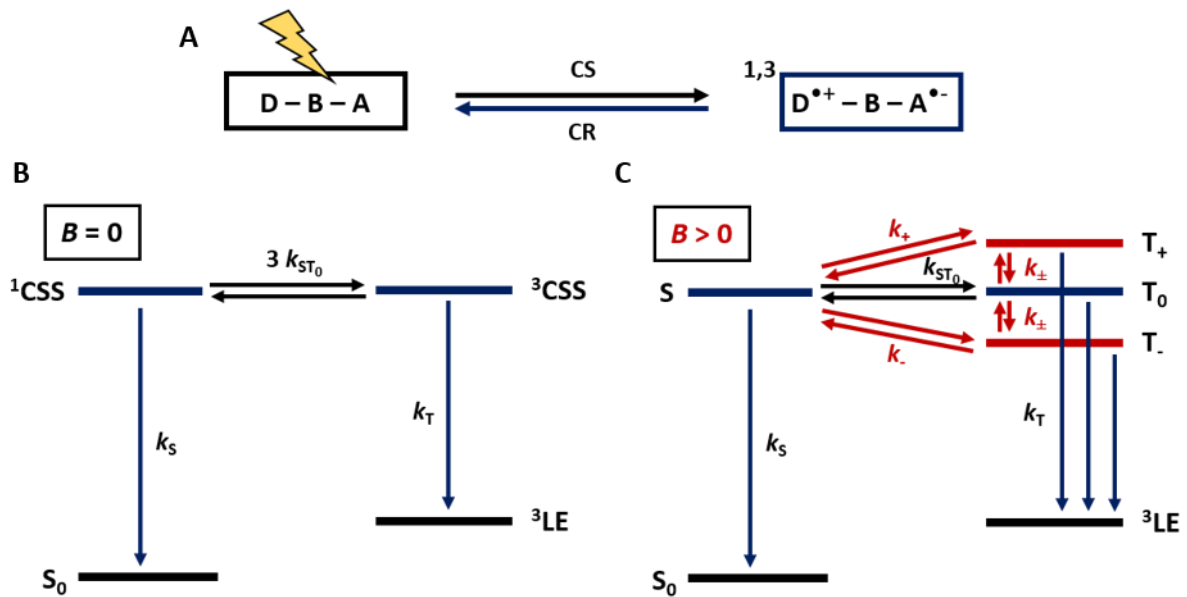 A
D – B – A
CS
CR
1,3
D•+ – B – A•-
B
B = 0
3 kST0
1CSS
3CSS
kS
kT
3LE
S0
C
B > 0
k+
kST0
k-
S
T+
k±
T0
k±
T-
kS
kT
3LE
S0